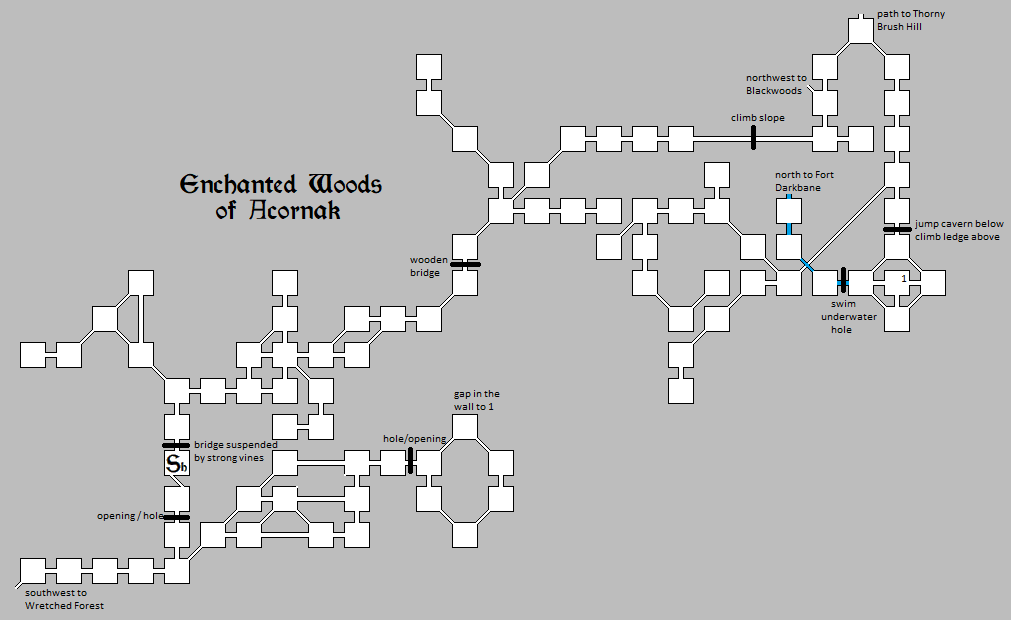 path to Thorny
Brush Hill
northwest to
Blackwoods
climb slope
Enchanted Woods
of Acornak
north to Fort
Darkbane
jump cavern below
climb ledge above
wooden
bridge
1
swim
underwater
hole
gap in the
wall to 1
hole/opening
bridge suspended
by strong vines
Sh
opening / hole
southwest to
Wretched Forest